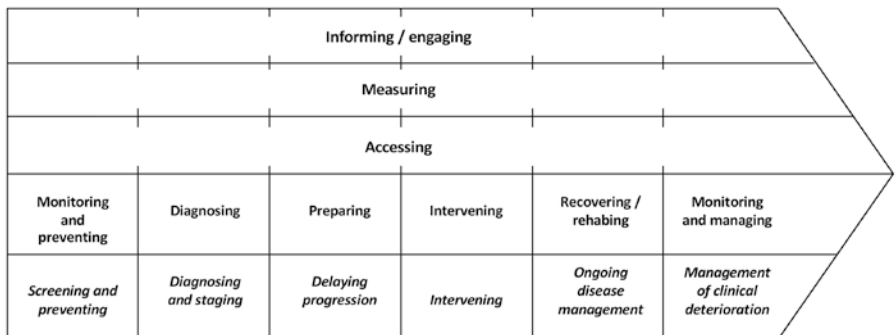 Informing / engaging
Measuring
Accessing
Monitoring
and
preventing
Diagnosing
Preparing
Intervening
Recovering /
rehabing
Monitoring
and managing
Screening and
preventing
Diagnosing
and staging
Delaying
progression
Intervening
Ongoing
disease
management
Management
of clinical
deterioration